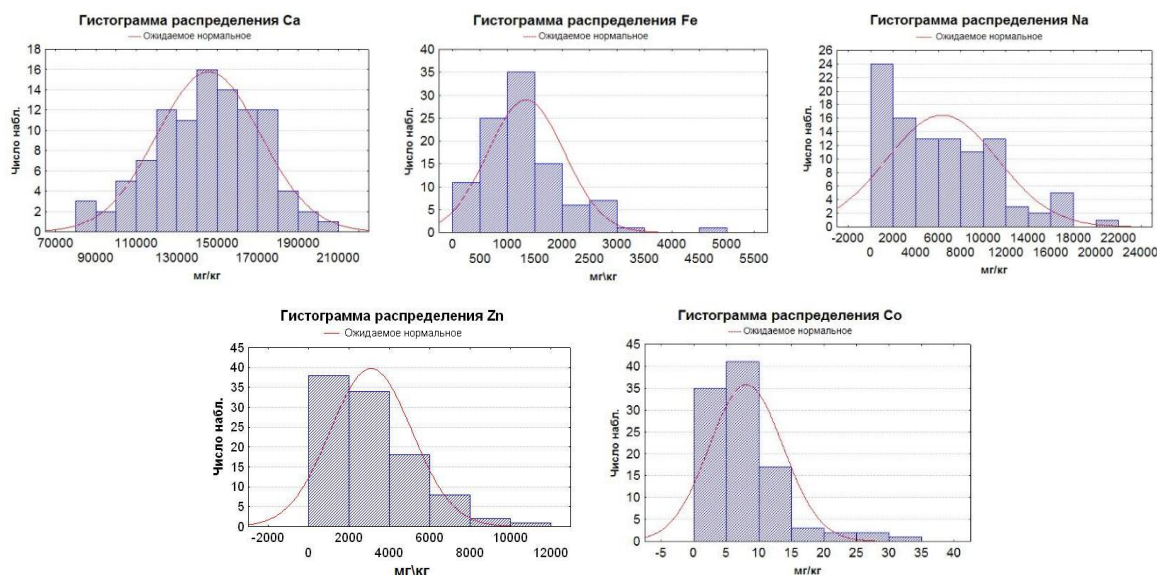 Гистограмма распределения Ca
Ожидаемое нормальное
Число набл.
18
16
14
12
10
8
6
4
2
0
70000 110000 150000 190000
90000 130000 170000 210000
мг/кг
Гистограмма распределения Fe
Ожидаемое нормальное
Число набл.
40
35
30
25
20
15
10
5
0
0 1000 2000 3000 4000 5000
500 1500 2500 3500 4500 5500
мг\кг
Гистограмма распределения Na
Ожидаемое нормальное
Число набл.
26
24
22
20
18
16
14
12
10
8
6
4
2
0
-2000 2000 6000 10000 14000 18000 22000
0 4000 8000 12000 16000 20000 24000
мг/кг
Гистограмма распределения Zn
Ожидаемое нормальное
Число набл.
45
40
35
30
25
20
15
10
5
0
-2000 2000 6000 10000
0 4000 8000 12000
мг\кг
Гистограмма распределения Co
Ожидаемое нормальное
Число набл.
45
40
35
30
25
20
15
10
5
0
-5 0 5 10 15 20 25 30 35 40
мг/кг